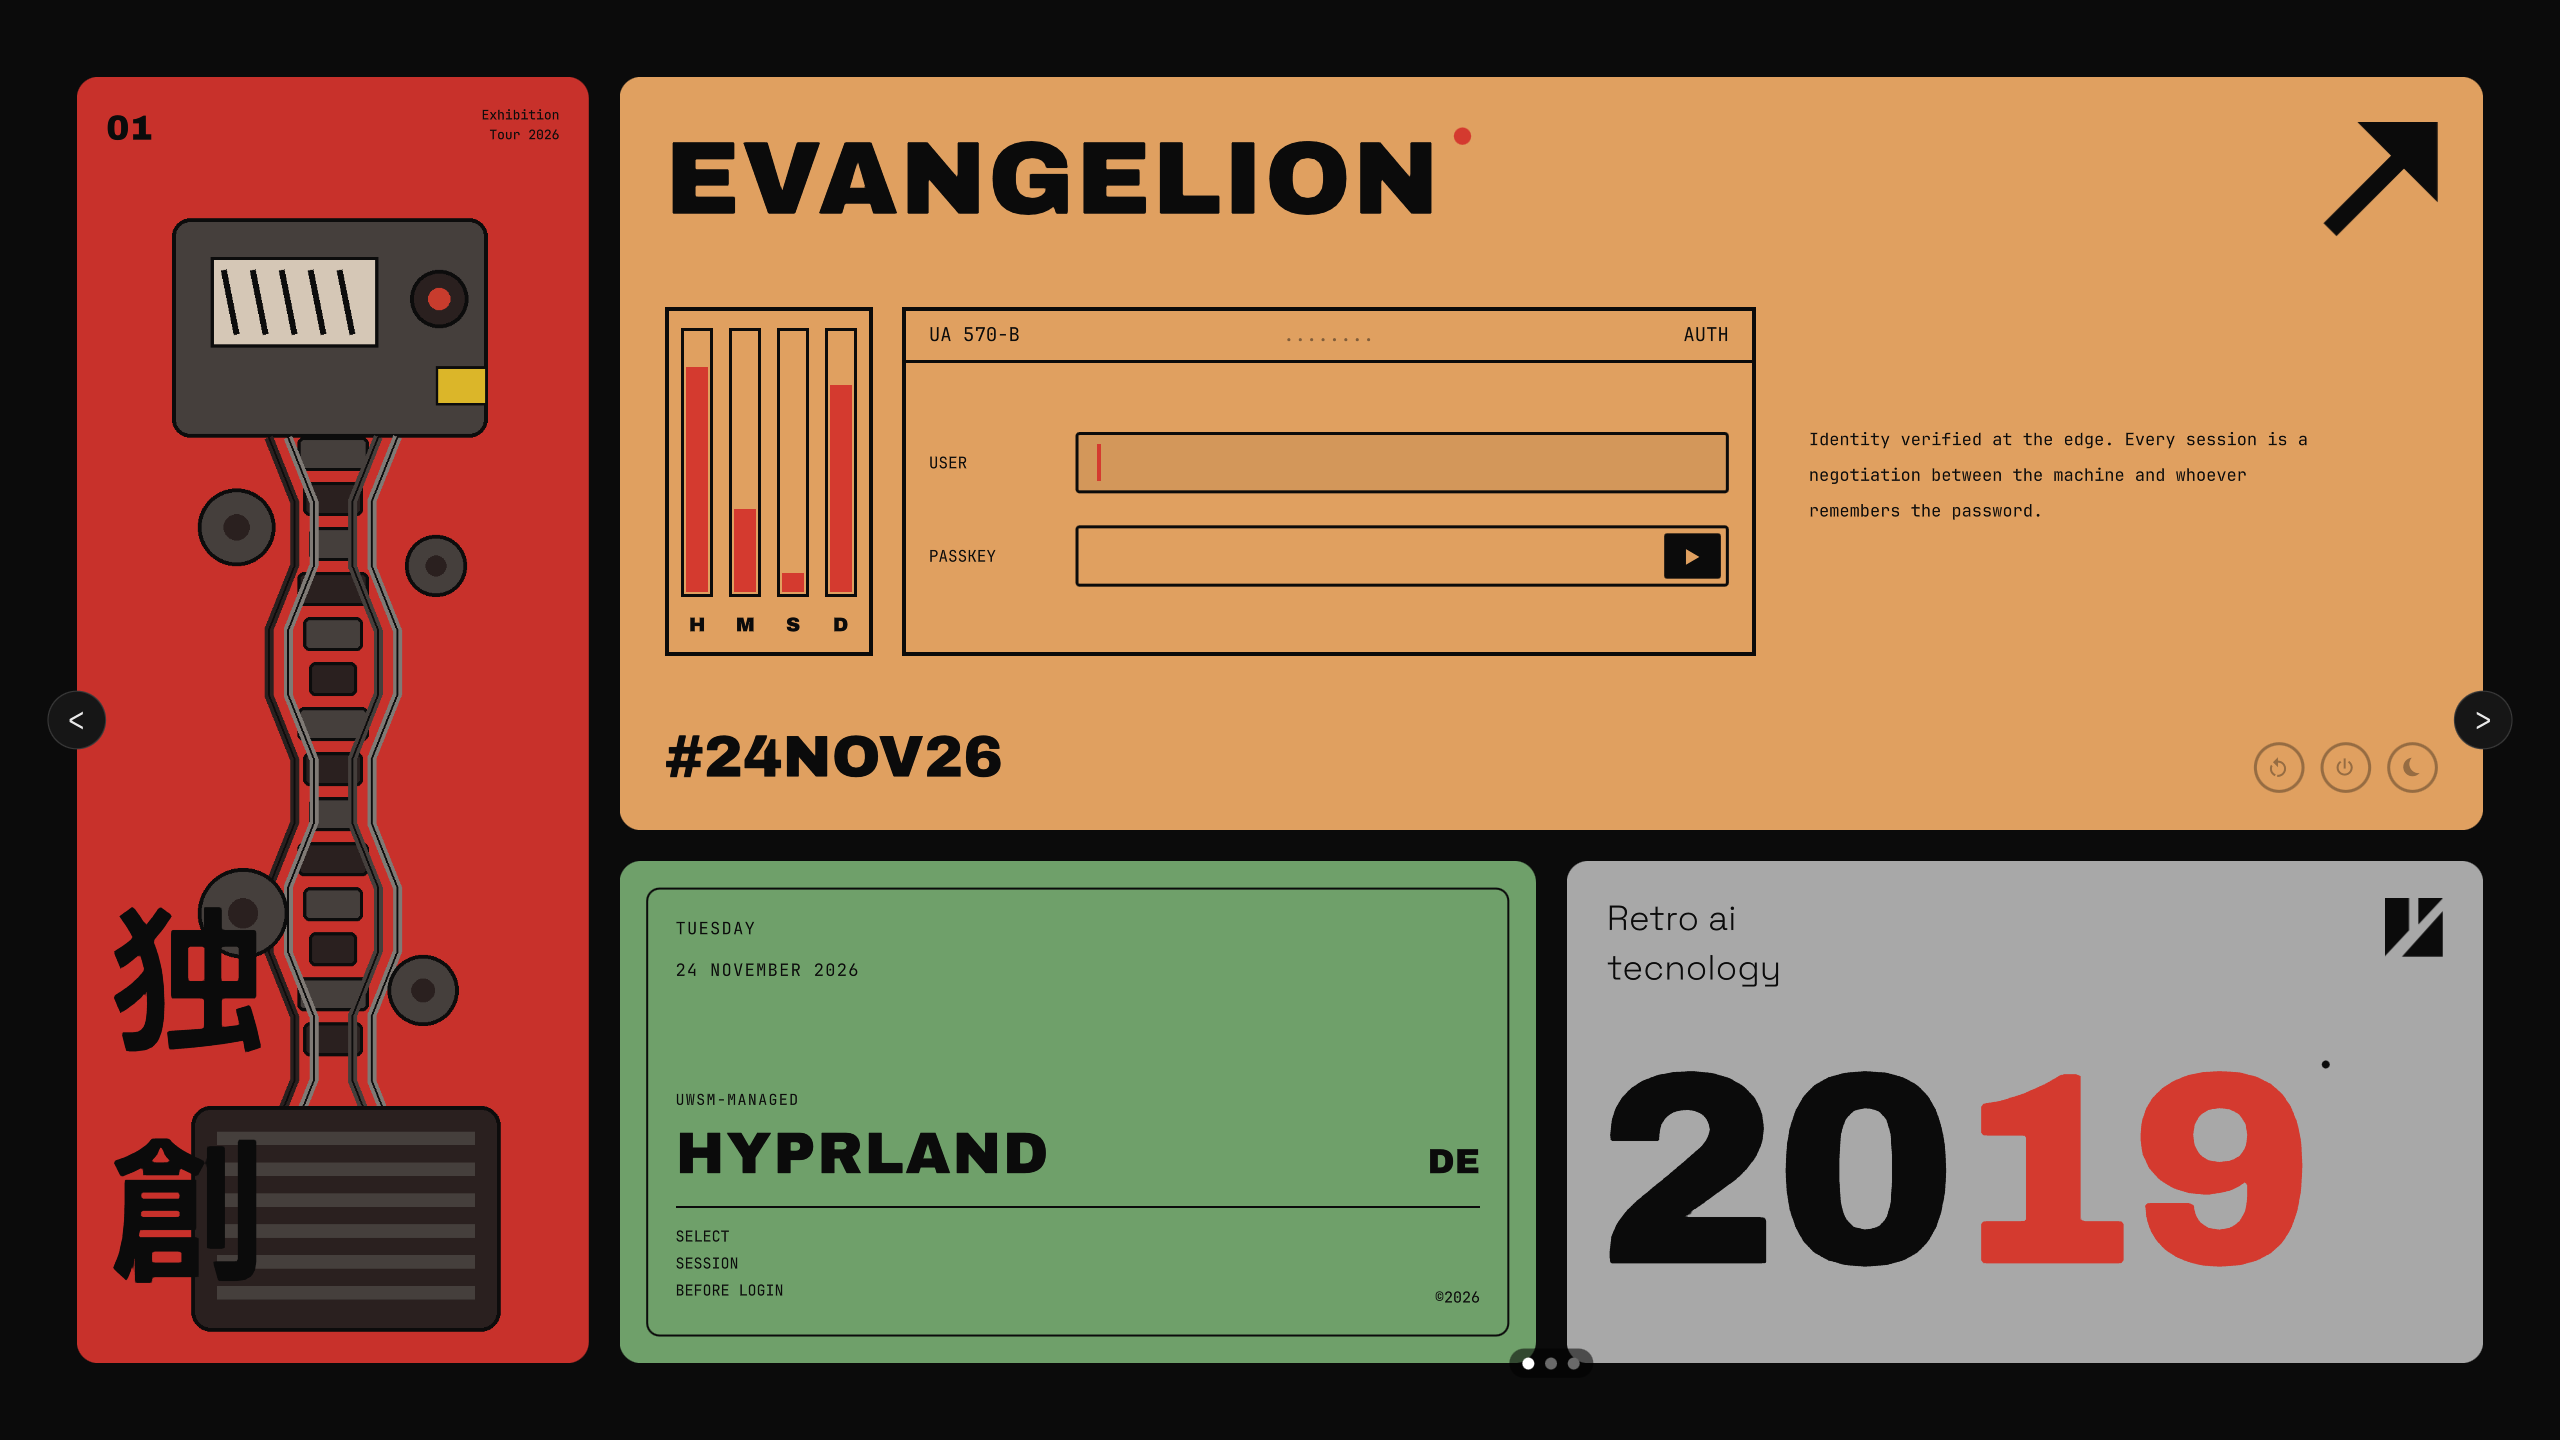 01
Exhibition
Tour 2026
独
創
EVANGELION
H M S D
UA 570-B ........ AUTH
USER
PASSKEY
Identity verified at the edge. Every session is a
negotiation between the machine and whoever
remembers the password.
#24NOV26
<
>
TUESDAY
24 NOVEMBER 2026
UWSM-MANAGED
HYPRLAND DE
SELECT
SESSION
BEFORE LOGIN
©2026
Retro ai
tecnology
2019